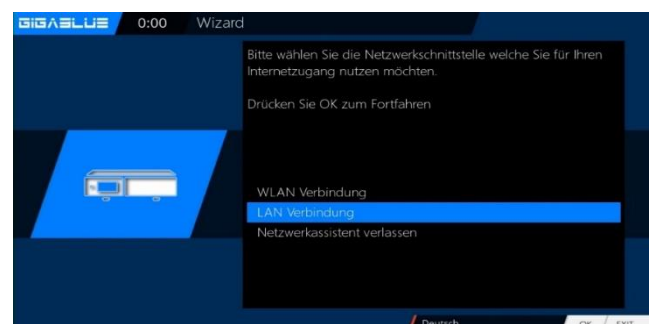 GIGABLUE 0:00 Wizard
Bitte wählen Sie die Netzwerkschnittstelle welche Sie für Ihren
Internetzugang nutzen möchten.
Drücken Sie OK zum Fortfahren
WLAN Verbindung
LAN Verbindung
Netzwerkassistent verlassen
Deutsch OK EXIT